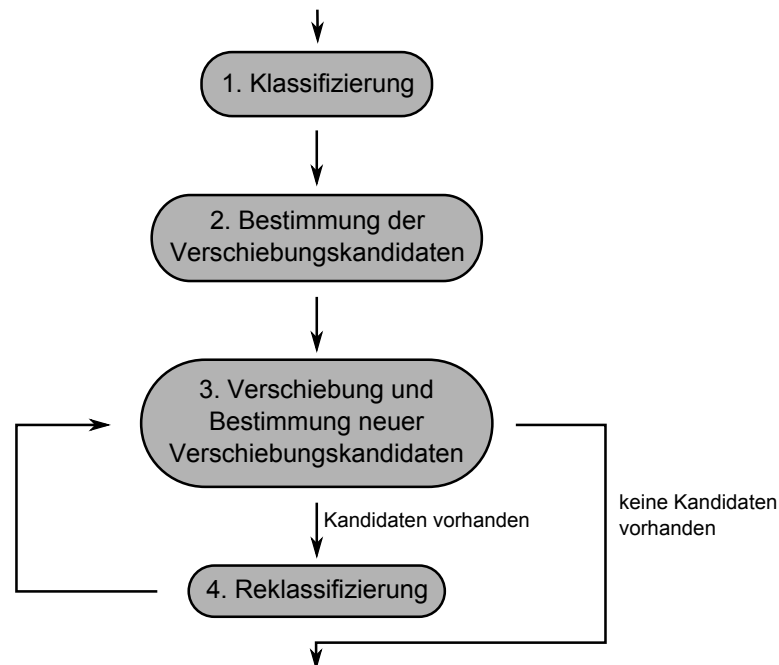 1. Klassifizierung
2. Bestimmung der
Verschiebungskandidaten
3. Verschiebung und
Bestimmung neuer
Verschiebungskandidaten
keine Kandidaten
vorhanden
Kandidaten vorhanden
4. Reklassifizierung